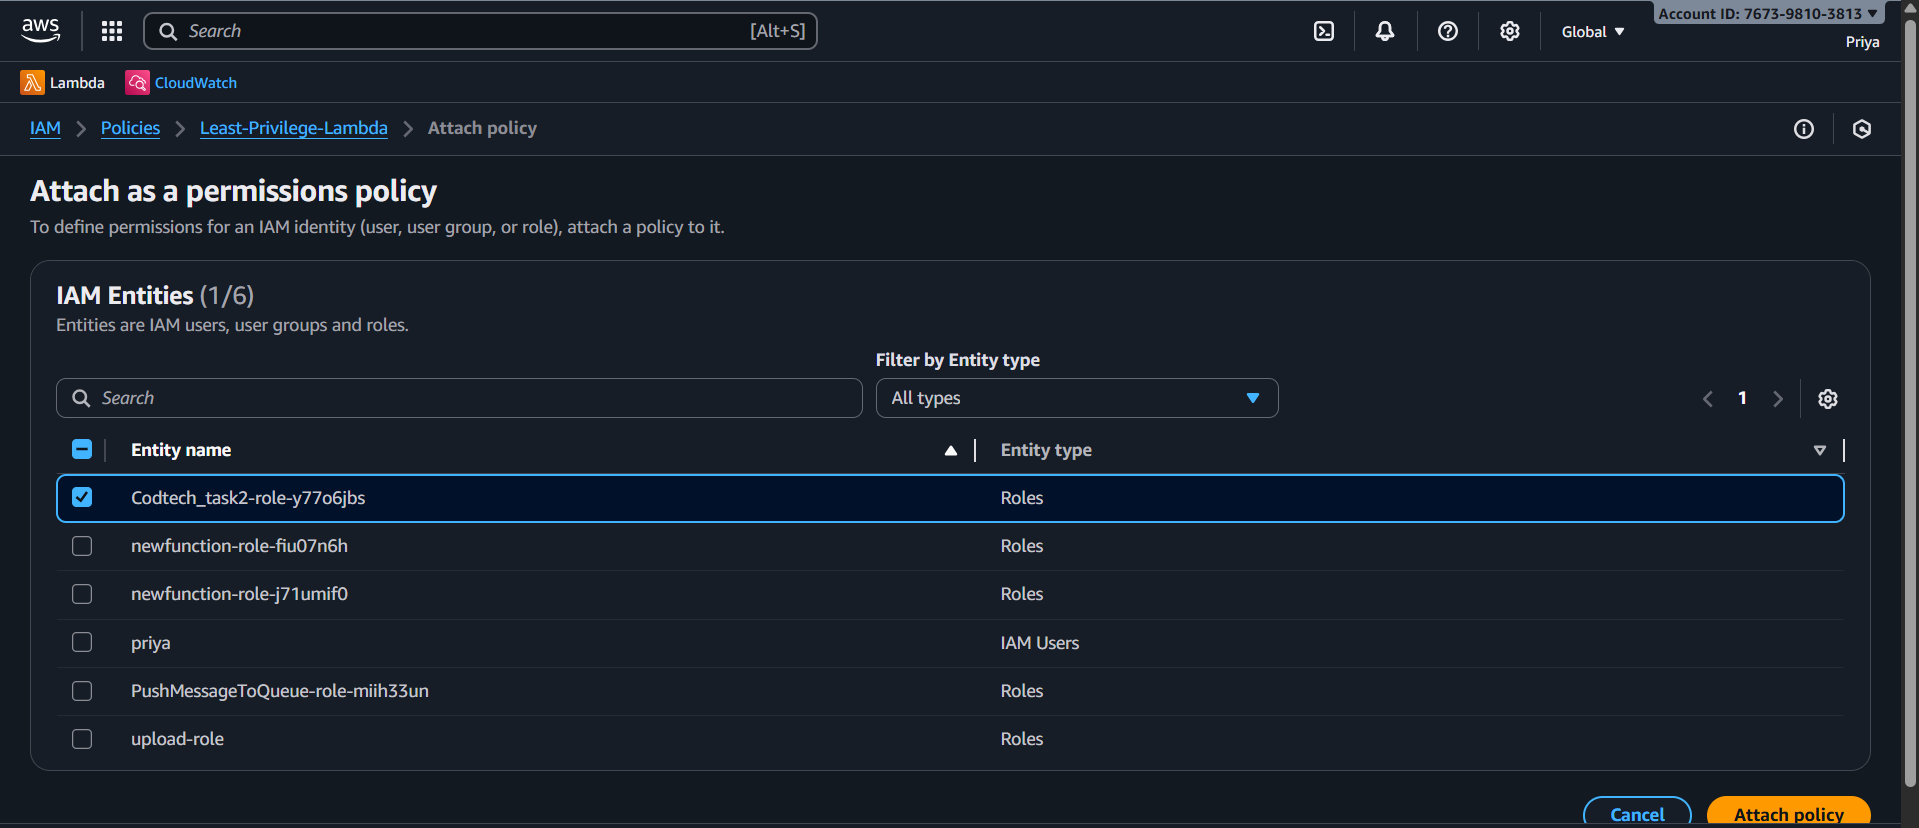 aws
Search [Alt+S]
Global
Account ID: 7673-9810-3813
Priya
Lambda
CloudWatch
IAM Policies Least-Privilege-Lambda Attach policy
Attach as a permissions policy
To define permissions for an IAM identity (user, user group, or role), attach a policy to it.
IAM Entities (1/6)
Entities are IAM users, user groups and roles.
Filter by Entity type
Search
All types
1
Entity name Entity type
Codtech_task2-role-y77o6jbs Roles
newfunction-role-fiu07n6h Roles
newfunction-role-j71umif0 Roles
priya IAM Users
PushMessageToQueue-role-miih33un Roles
upload-role Roles
Cancel
Attach policy